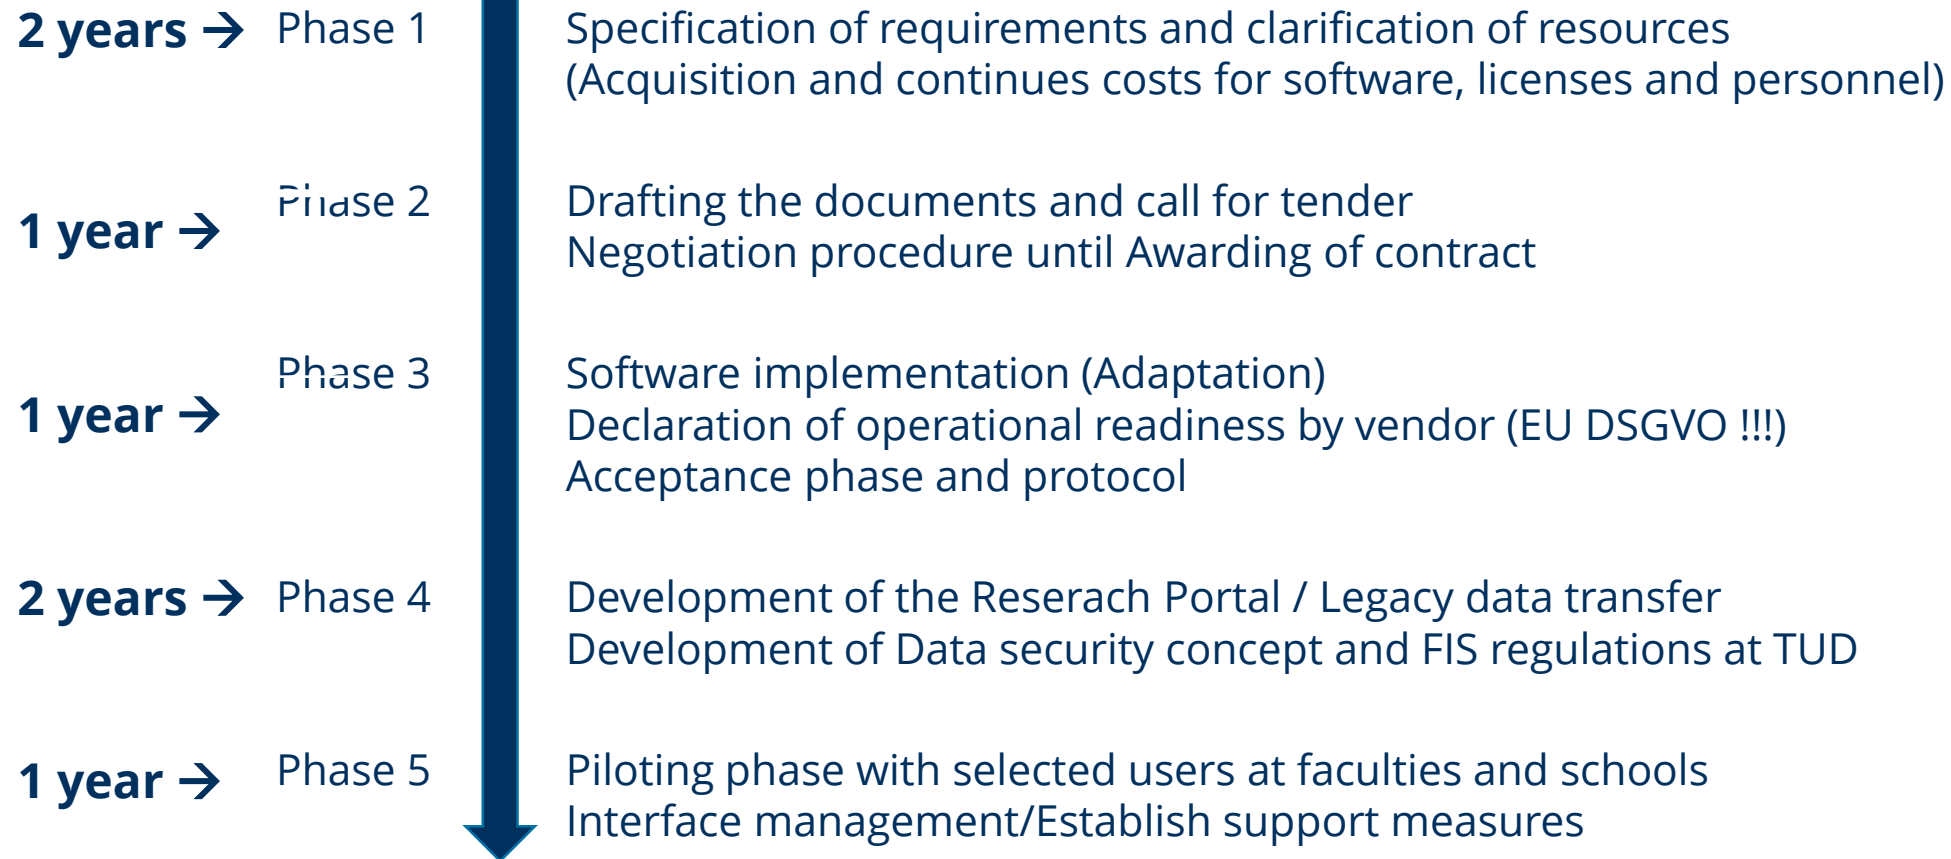 2 years → Phase 1 Specification of requirements and clarification of resources
(Acquisition and continues costs for software, licenses and personnel)
1 year → Phase 2 Drafting the documents and call for tender
Negotiation procedure until Awarding of contract
1 year → Phase 3 Software implementation (Adaptation)
Declaration of operational readiness by vendor (EU DSGVO !!!)
Acceptance phase and protocol
2 years → Phase 4 Development of the Reserach Portal / Legacy data transfer
Development of Data security concept and FIS regulations at TUD
1 year → Phase 5 Piloting phase with selected users at faculties and schools
Interface management/Establish support measures